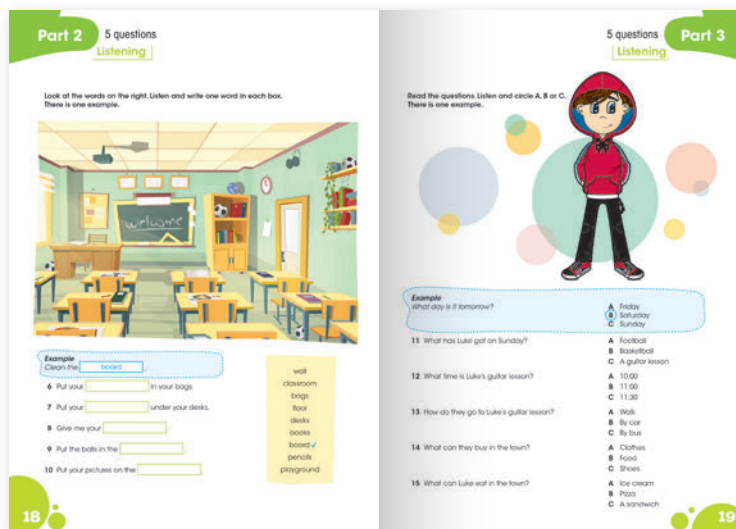 Part 2
5 questions
Listening
Look at the words on the right. Listen and write one word in each box.
There is one example.
welcome
Example
Clean the board.
6 Put your in your bags.
7 Put your under your desks.
8 Give me your .
9 Put the balls in the .
10 Put your pictures on the .
wall
classroom
bags
floor
desks
books
board ✓
pencils
playground
18
5 questions
Part 3
Listening
Read the questions. Listen and circle A, B or C.
There is one example.
Example
What day is it tomorrow?
A Friday
B Saturday
C Sunday
11 What has Luke got on Sunday?
A Football
B Basketball
C A guitar lesson
12 What time is Luke's guitar lesson?
A 10:00
B 11:00
C 11:30
13 How do they go to Luke's guitar lesson?
A Walk
B By car
C By bus
14 What can they buy in the town?
A Clothes
B Food
C Shoes
15 What can Luke eat in the town?
A Ice cream
B Pizza
C A sandwich
19